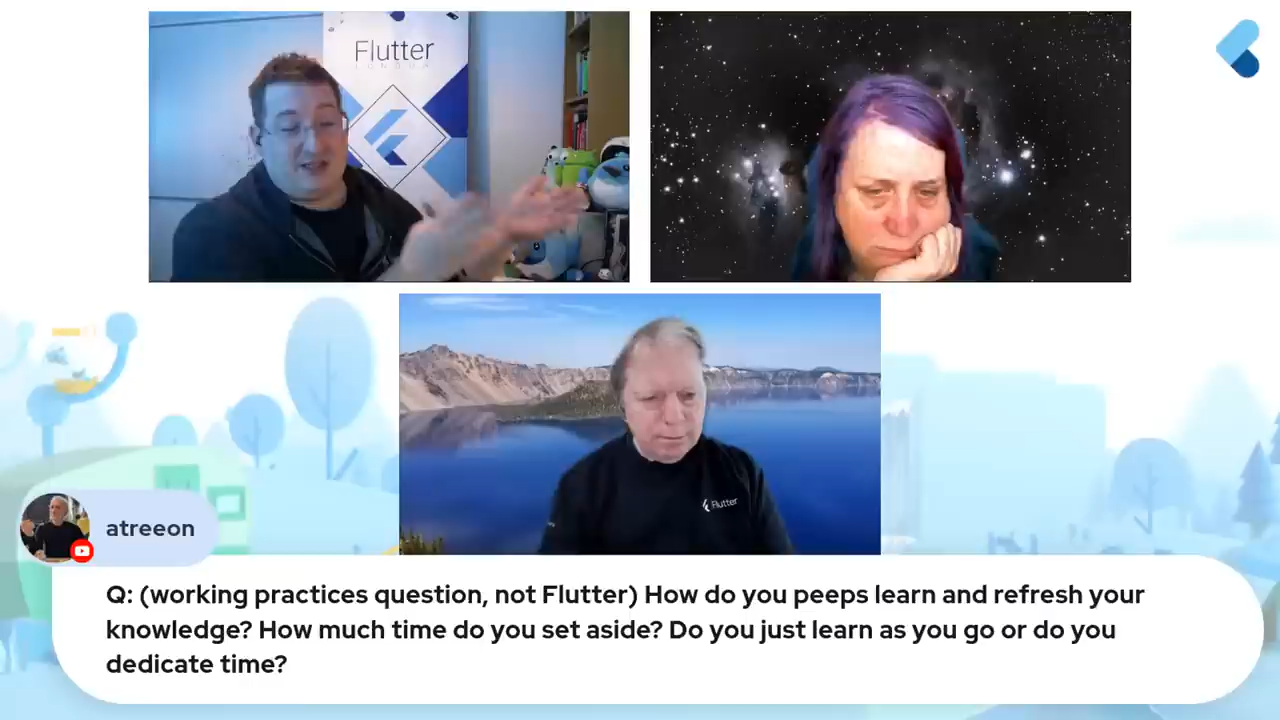 Flutter
LONDON
Flutter
atreeon
Q: (working practices question, not Flutter) How do you peeps learn and refresh your
knowledge? How much time do you set aside? Do you just learn as you go or do you
dedicate time?